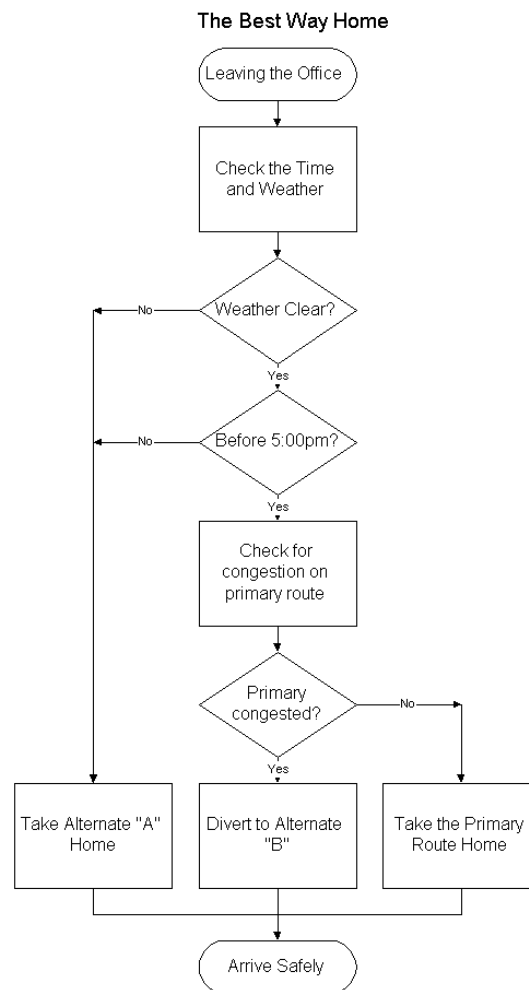 The Best Way Home
Leaving the Office
Check the Time
and Weather
Weather Clear?
No
Yes
Before 5:00pm?
No
Yes
Check for
congestion on
primary route
Primary
congested?
No
Yes
Take Alternate "A"
Home
Divert to Alternate
"B"
Take the Primary
Route Home
Arrive Safely